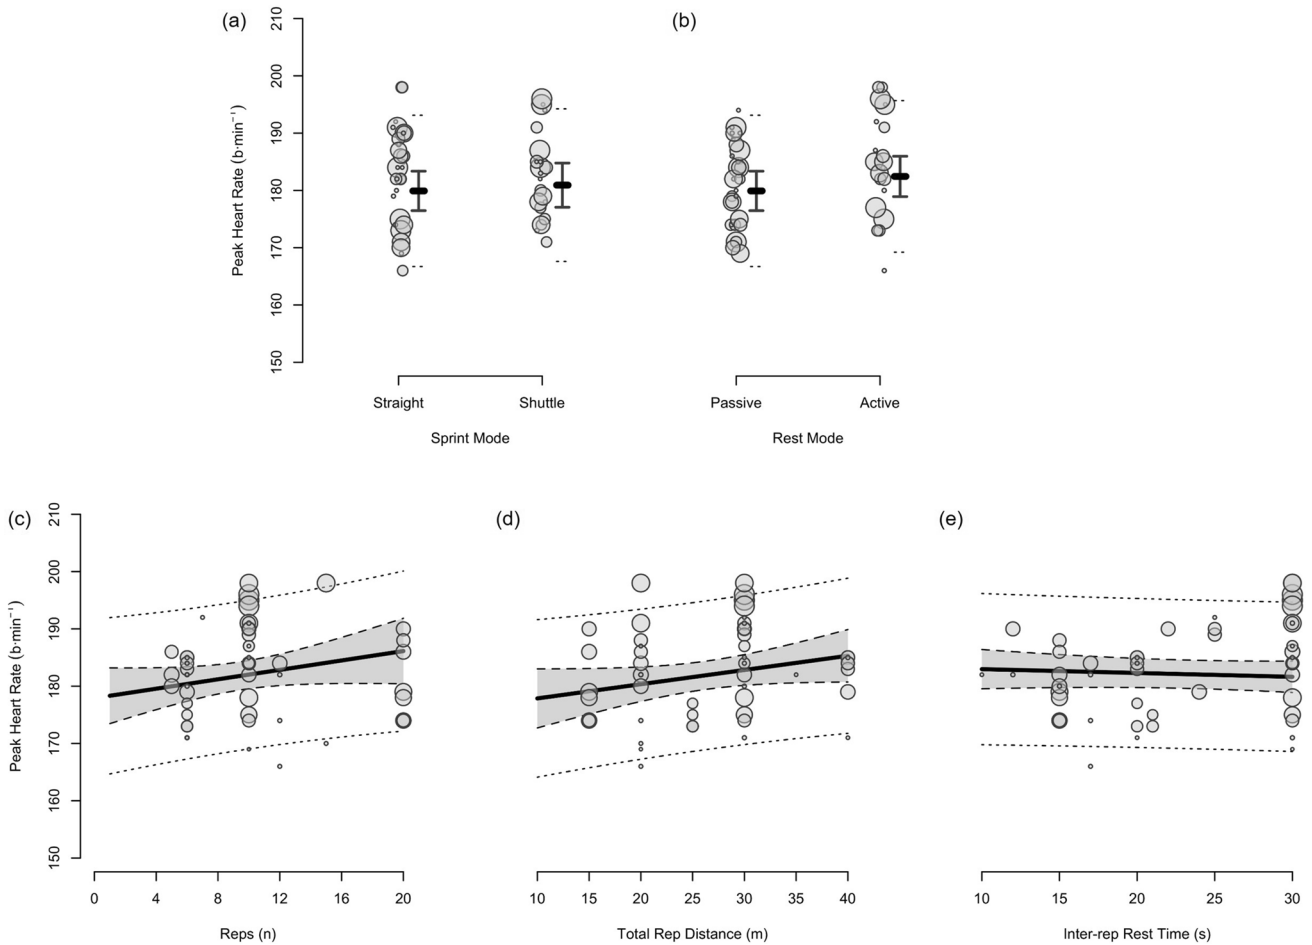 (a)
(b)
Peak Heart Rate (b·min⁻¹)
210
200
190
180
170
160
150
Straight
Shuttle
Passive
Active
Sprint Mode
Rest Mode
(c)
(d)
(e)
Peak Heart Rate (b·min⁻¹)
210
200
190
180
170
160
150
0 4 8 12 16 20
10 15 20 25 30 35 40
10 15 20 25 30
Reps (n)
Total Rep Distance (m)
Inter-rep Rest Time (s)